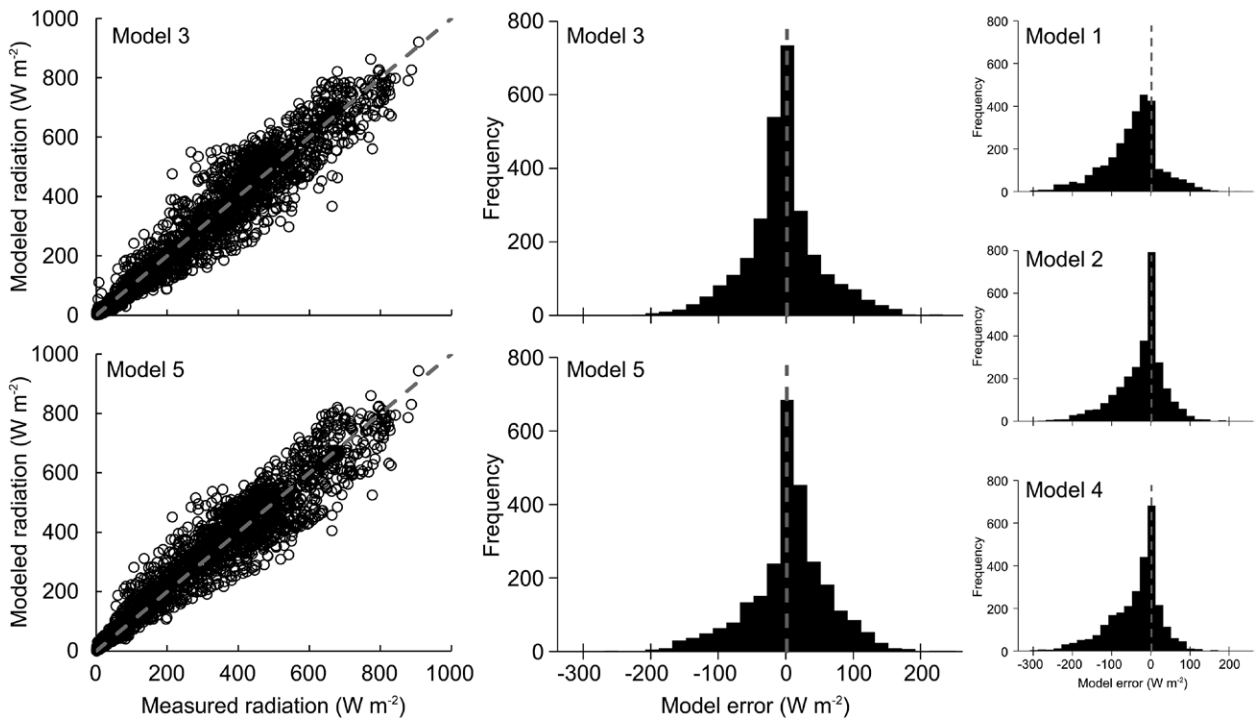 1000
800
600
400
200
0
Modeled radiation (W m-2)
Model 3
800
600
400
200
0
Frequency
Model 3
800
600
400
200
0
Frequency
Model 1
800
600
400
200
0
Frequency
Model 2
1000
800
600
400
200
0
Modeled radiation (W m-2)
Model 5
0 200 400 600 800 1000
Measured radiation (W m-2)
800
600
400
200
0
Frequency
Model 5
-300 -200 -100 0 100 200
Model error (W m-2)
800
600
400
200
0
Frequency
Model 4
-300 -200 -100 0 100 200
Model error (W m-2)